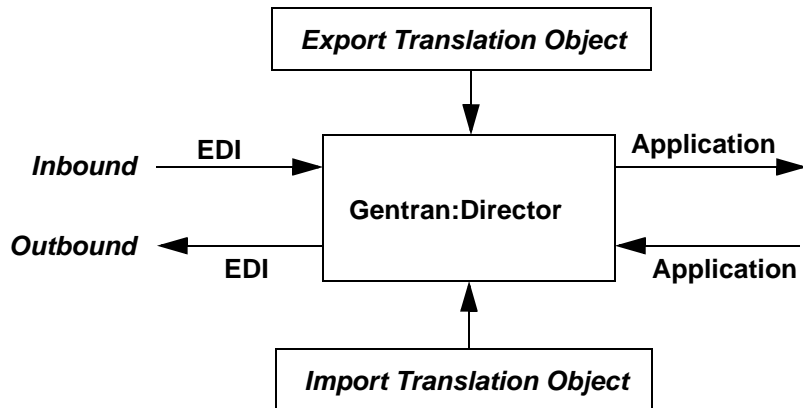 Export Translation Object
EDI
Application
Inbound
Gentran:Director
Outbound
EDI
Application
Import Translation Object